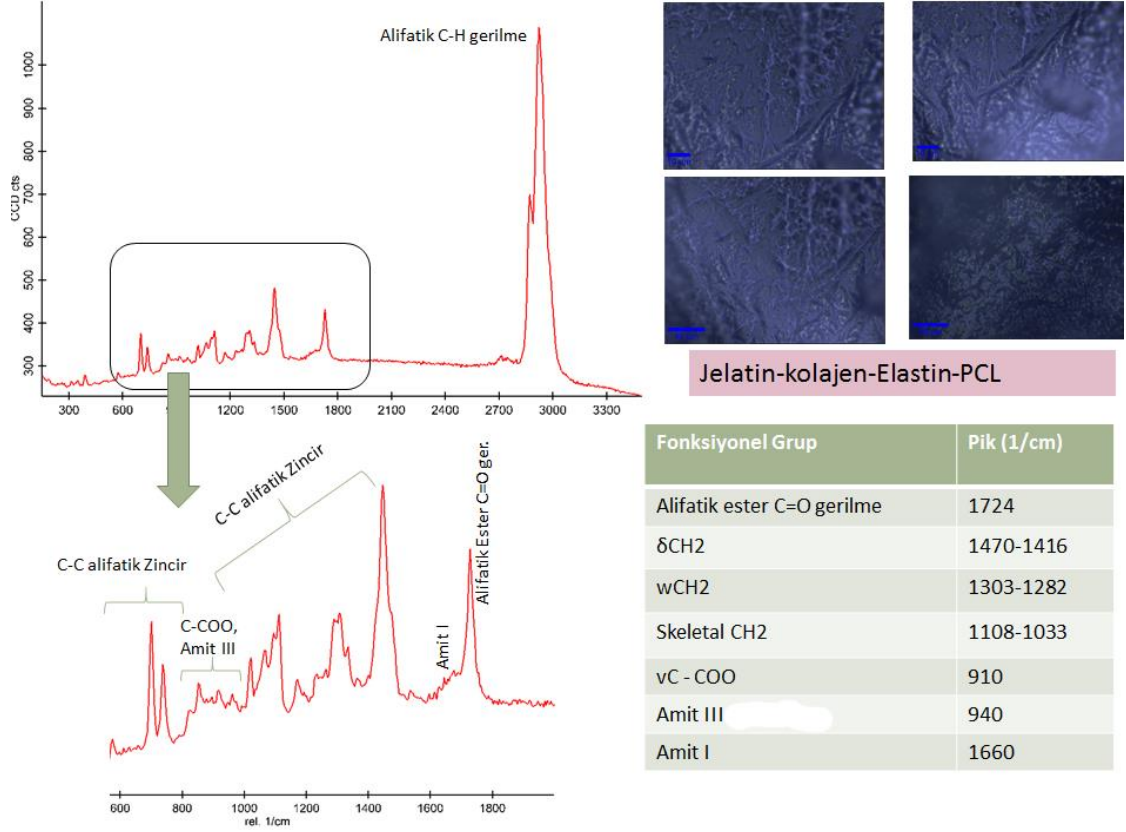 Alifatik C-H gerilme
CCD cts
1000
900
800
700
600
500
400
300
300 600 900 1200 1500 1800 2100 2400 2700 3000 3300
Jelatin-kolajen-Elastin-PCL
Fonksiyonel Grup Pik (1/cm)
Alifatik ester C=O gerilme 1724
δCH2 1470-1416
wCH2 1303-1282
Skeletal CH2 1108-1033
vC - COO 910
Amit III 940
Amit I 1660
C-C alifatik Zincir
C-C alifatik Zincir
C-COO,
Amit III
Amit I
Alifatik Ester C=O ger.
600 800 1000 1200 1400 1600 1800
rel. 1/cm